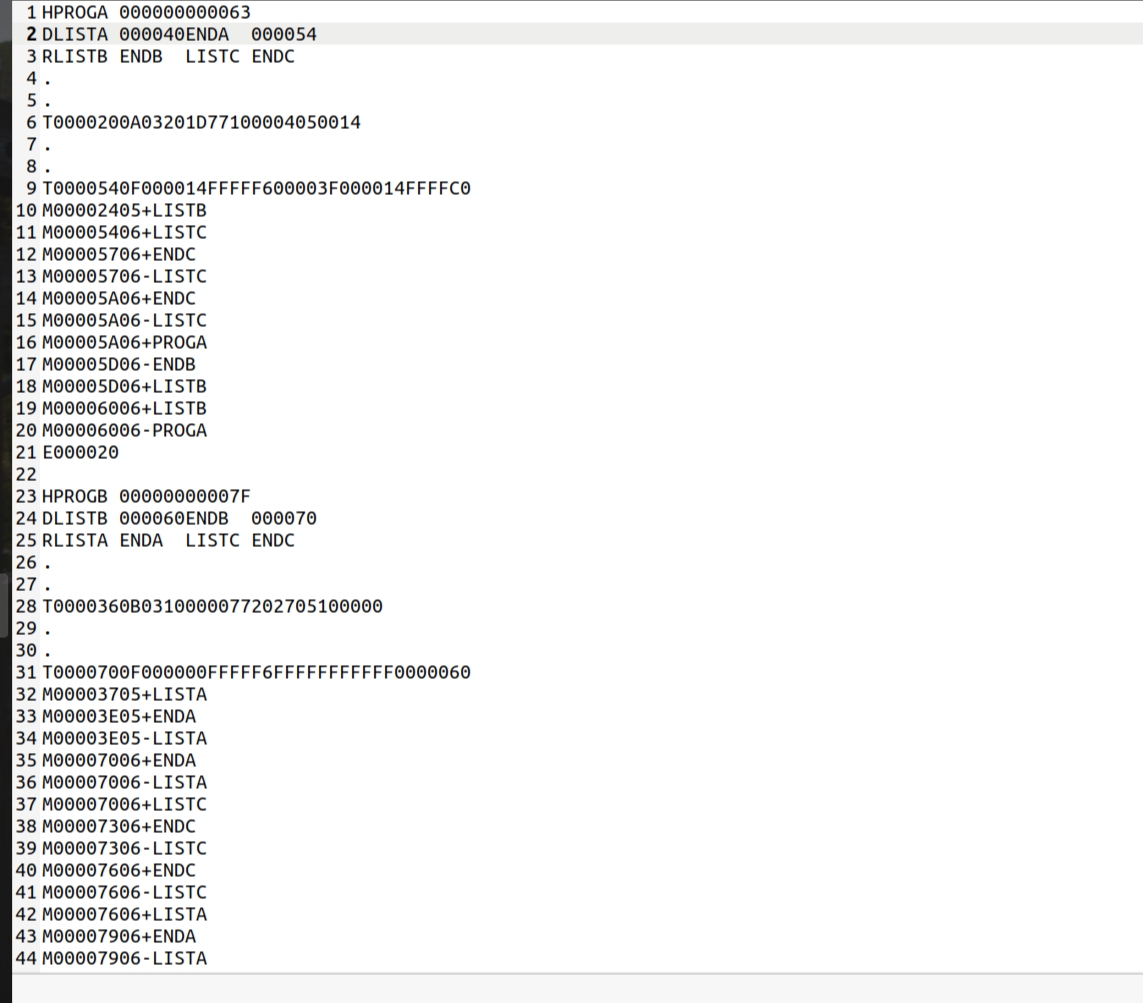 1 HPROGA 000000000063
2 DLISTA 000040ENDA  000054
3 RLISTB ENDB  LISTC ENDC
4 .
5 .
6 T0000200A03201D77100004050014
7 .
8 .
9 T0000540F000014FFFFF600003F000014FFFFC0
10 M00002405+LISTB
11 M00005406+LISTC
12 M00005706+ENDC
13 M00005706-LISTC
14 M00005A06+ENDC
15 M00005A06-LISTC
16 M00005A06+PROGA
17 M00005D06-ENDB
18 M00005D06+LISTB
19 M00006006+LISTB
20 M00006006-PROGA
21 E000020
22
23 HPROGB 00000000007F
24 DLISTB 000060ENDB  000070
25 RLISTA ENDA  LISTC ENDC
26 .
27 .
28 T0000360B0310000077202705100000
29 .
30 .
31 T0000700F000000FFFFF6FFFFFFFFFFF0000060
32 M00003705+LISTA
33 M00003E05+ENDA
34 M00003E05-LISTA
35 M00007006+ENDA
36 M00007006-LISTA
37 M00007006+LISTC
38 M00007306+ENDC
39 M00007306-LISTC
40 M00007606+ENDC
41 M00007606-LISTC
42 M00007606+LISTA
43 M00007906+ENDA
44 M00007906-LISTA